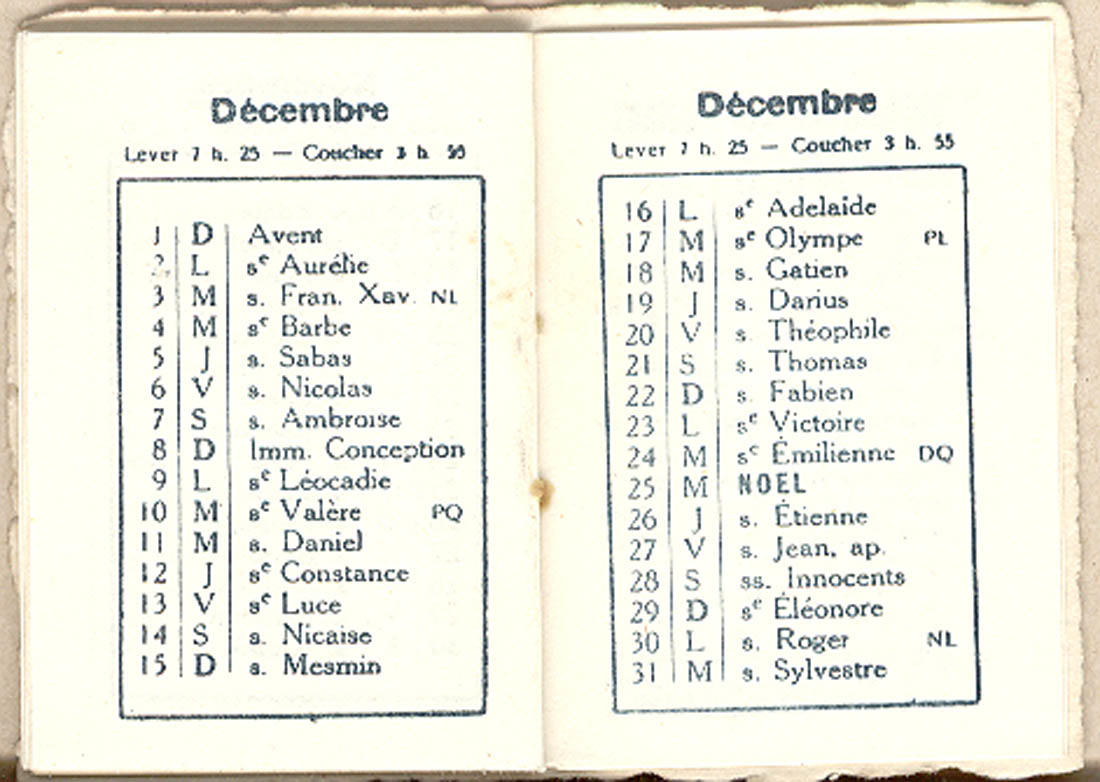 Décembre
Lever 7 h. 25 — Coucher 3 h. 55
1 D Avent
2 L sᵉ Aurélie
3 M s. Fran. Xav. NL
4 M sᵉ Barbe
5 J s. Sabas
6 V s. Nicolas
7 S s. Ambroise
8 D Imm. Conception
9 L sᵉ Léocadie
10 M sᵉ Valère PQ
11 M s. Daniel
12 J sᵉ Constance
13 V sᵉ Luce
14 S s. Nicaise
15 D s. Mesmin
Décembre
Lever 7 h. 25 — Coucher 3 h. 55
16 L sᵉ Adelaide
17 M sᵉ Olympe PL
18 M s. Gatien
19 J s. Darius
20 V s. Théophile
21 S s. Thomas
22 D s. Fabien
23 L sᵉ Victoire
24 M sᵉ Émilienne DQ
25 M NOEL
26 J s. Étienne
27 V s. Jean, ap.
28 S ss. Innocents
29 D sᵉ Éléonore
30 L s. Roger NL
31 M s. Sylvestre